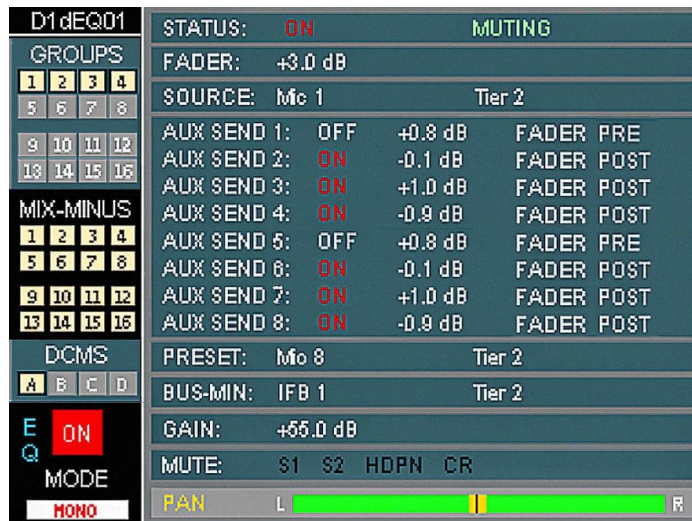 D1dEQ01
GROUPS
1 2 3 4
5 6 7 8
9 10 11 12
13 14 15 16
MIX-MINUS
1 2 3 4
5 6 7 8
9 10 11 12
13 14 15 16
DCMS
A B C D
EQ ON
MODE
MONO
STATUS: ON MUTING
FADER: +3.0 dB
SOURCE: Mic 1 Tier 2
AUX SEND 1: OFF +0.8 dB FADER PRE
AUX SEND 2: ON -0.1 dB FADER POST
AUX SEND 3: ON +1.0 dB FADER POST
AUX SEND 4: ON -0.9 dB FADER POST
AUX SEND 5: OFF +0.8 dB FADER PRE
AUX SEND 6: ON -0.1 dB FADER POST
AUX SEND 7: ON +1.0 dB FADER POST
AUX SEND 8: ON -0.9 dB FADER POST
PRESET: Mic 8 Tier 2
BUS-MIN: IFB 1 Tier 2
GAIN: +55.0 dB
MUTE: S1 S2 HDPN CR
PAN L R